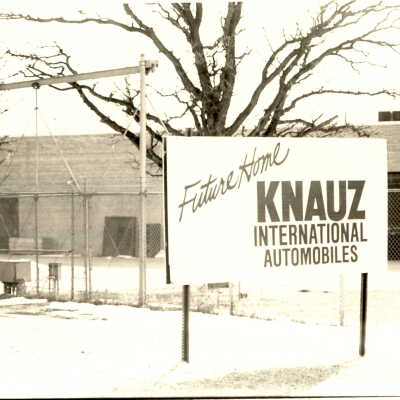 Future Home
KNAUZ
INTERNATIONAL
AUTOMOBILES